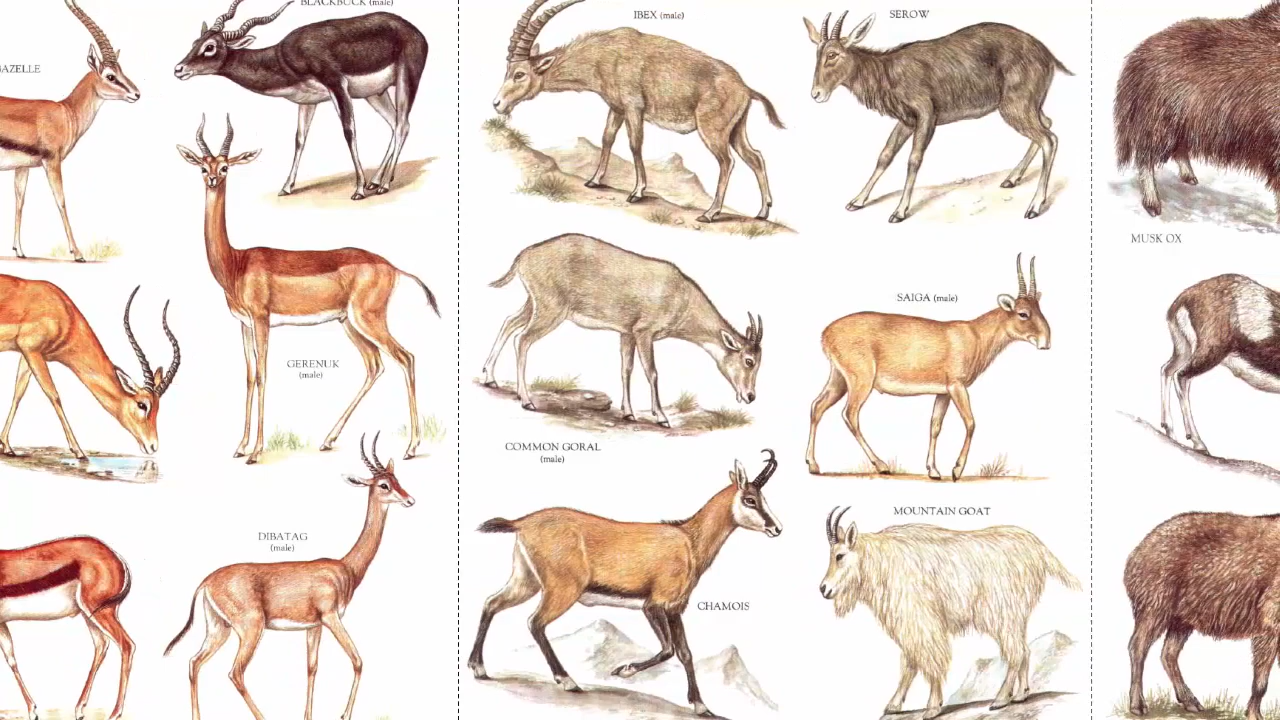 BLACKBUCK (male)
AZELLE
GERENUK
(male)
DIBATAG
(male)
IBEX (male)
SEROW
SAIGA (male)
COMMON GORAL
(male)
MOUNTAIN GOAT
CHAMOIS
MUSK OX